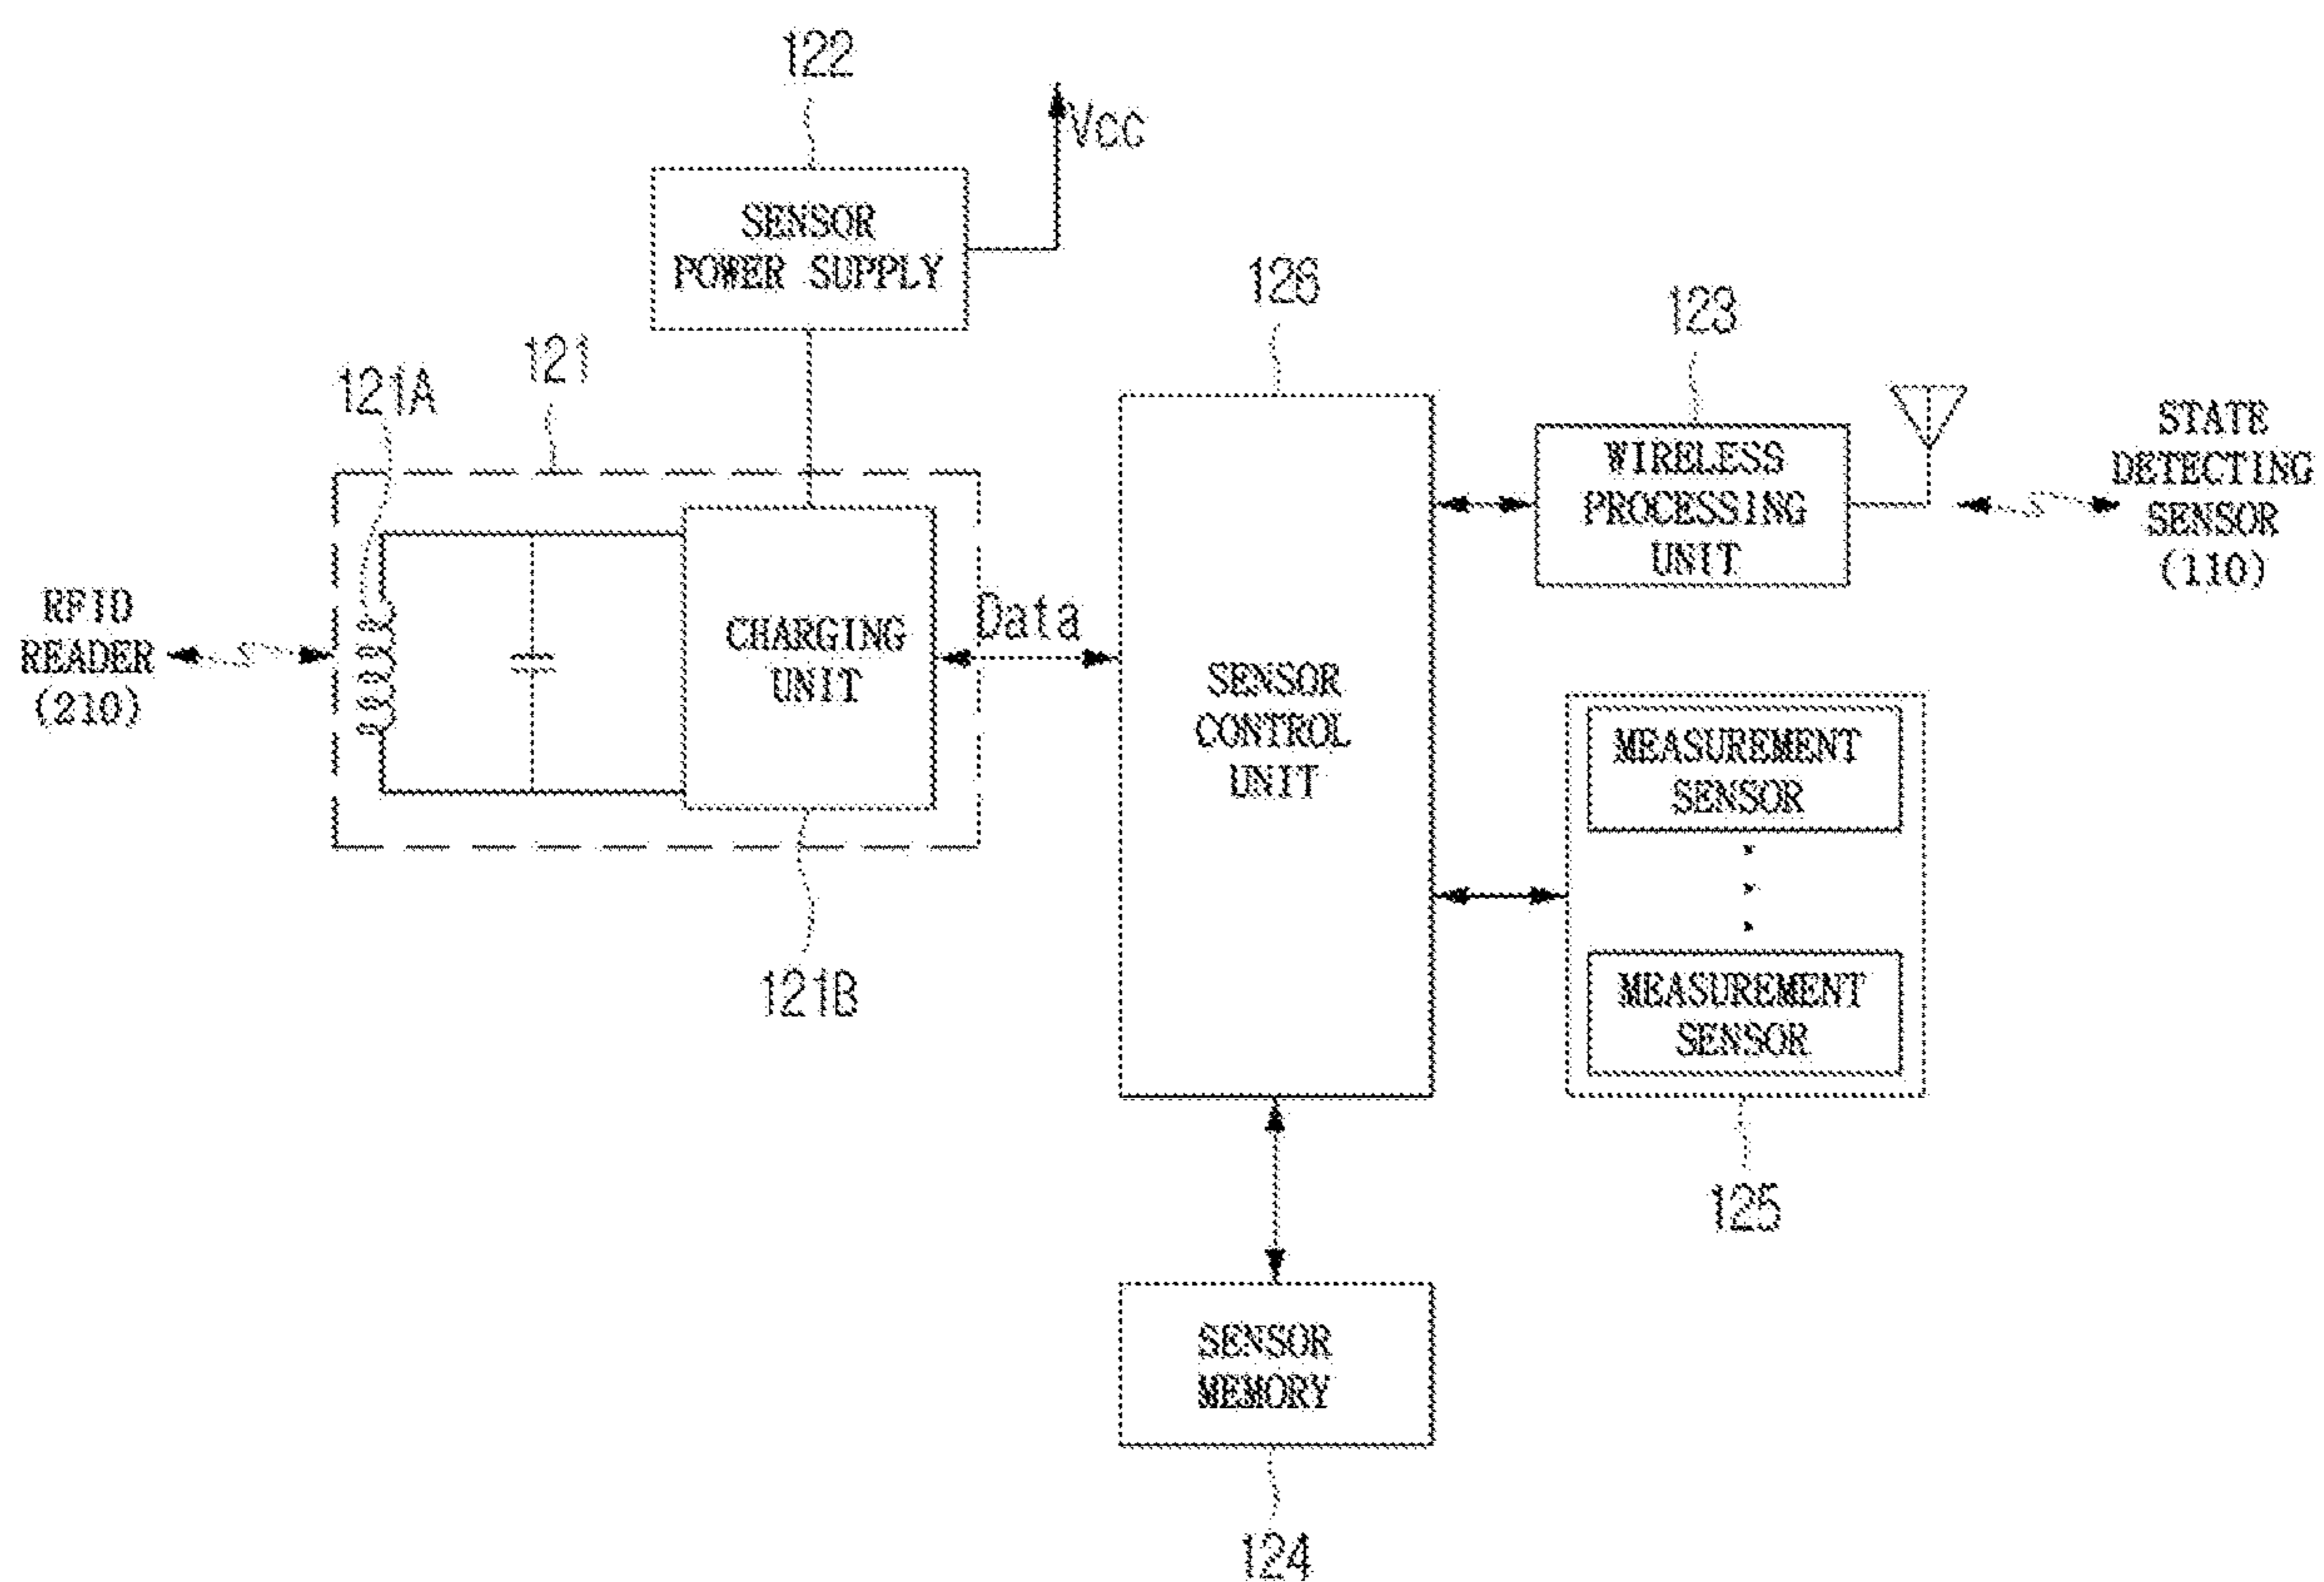 122
Vcc
SENSOR
POWER SUPPLY
126
123
121
121A
STATE
DETECTING
SENSOR
(110)
WIRELESS
PROCESSING
UNIT
RFID
READER
(210)
CHARGING
UNIT
Data
SENSOR
CONTROL
UNIT
MEASUREMENT
SENSOR
MEASUREMENT
SENSOR
121B
125
SENSOR
MEMORY
124